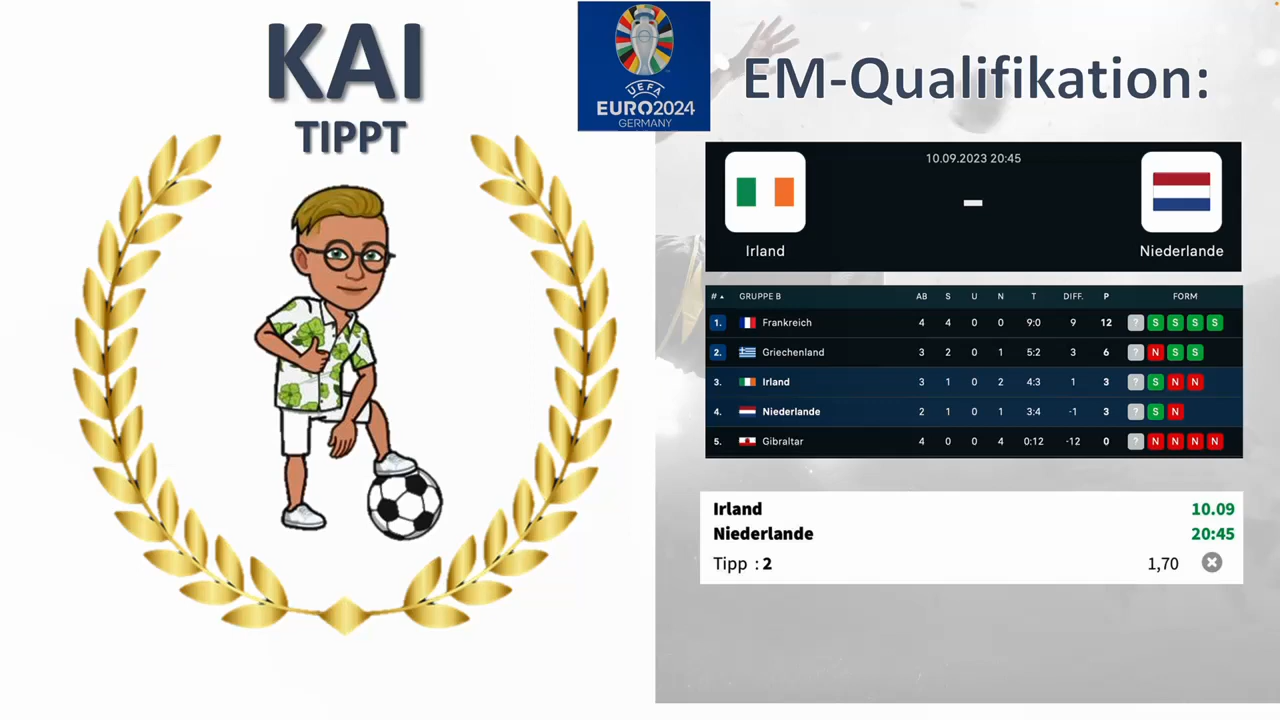 KAI
TIPPT
UEFA
EURO2024
GERMANY
EM-Qualifikation:
10.09.2023 20:45
–
Irland
Niederlande
# GRUPPE B AB S U N T DIFF. P FORM
1. Frankreich 4 4 0 0 9:0 9 12 ? S S S S
2. Griechenland 3 2 0 1 5:2 3 6 ? N S S
3. Irland 3 1 0 2 4:3 1 3 ? S N N
4. Niederlande 2 1 0 1 3:4 -1 3 ? S N
5. Gibraltar 4 0 0 4 0:12 -12 0 ? N N N N
Irland 10.09
Niederlande 20:45
Tipp : 2 1,70